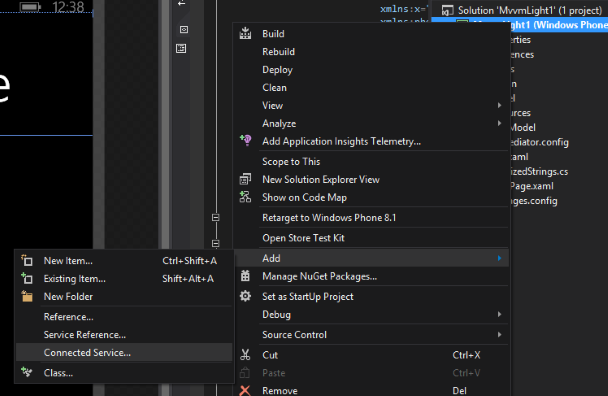 12:38
e
xmlns:x="
xmlns:ph
Solution 'MvvmLight1' (1 project)
(Windows Phone
Build
Rebuild
Deploy
Clean
View
Analyze
Add Application Insights Telemetry...
Scope to This
New Solution Explorer View
Show on Code Map
Retarget to Windows Phone 8.1
Open Store Test Kit
Add
Manage NuGet Packages...
Set as StartUp Project
Debug
Source Control
Cut Ctrl+X
Paste Ctrl+V
Remove Del
New Item... Ctrl+Shift+A
Existing Item... Shift+Alt+A
New Folder
Reference...
Service Reference...
Connected Service...
Class...
perties
ences
s
m
el
urces
Model
ediator.config
aml
izedStrings.cs
Page.xaml
ages.config